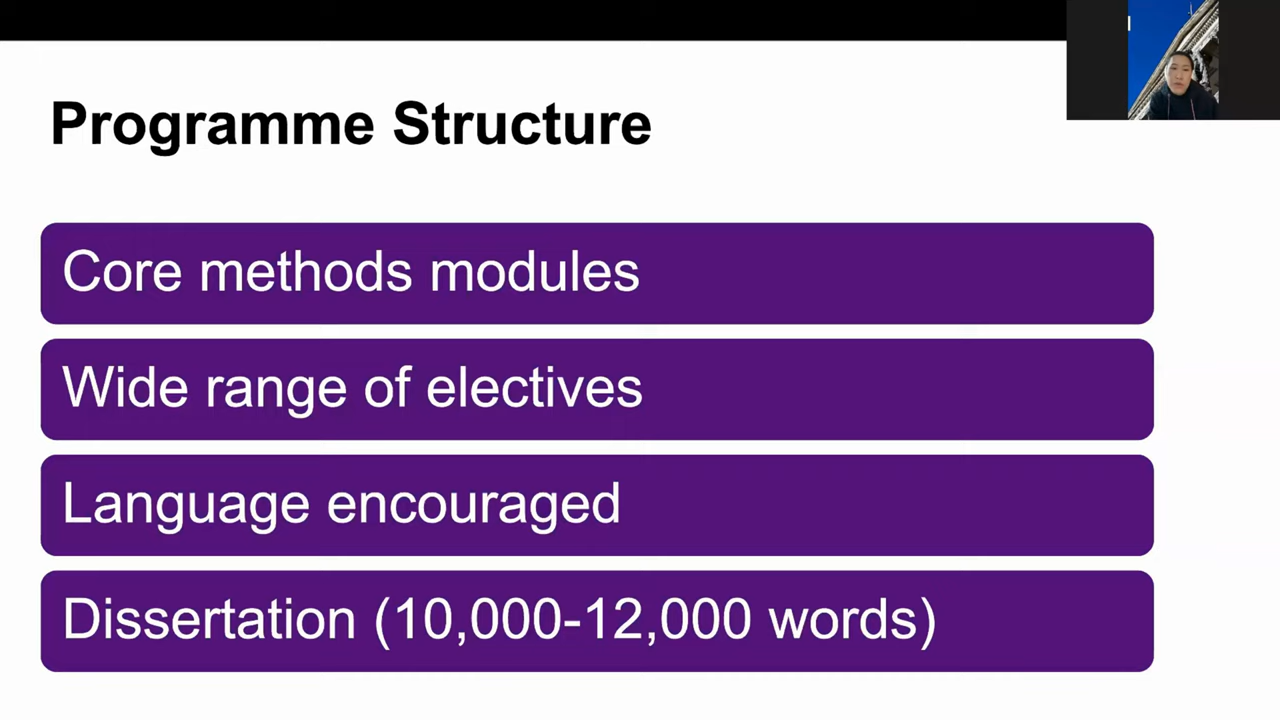 Programme Structure
Core methods modules
Wide range of electives
Language encouraged
Dissertation (10,000-12,000 words)